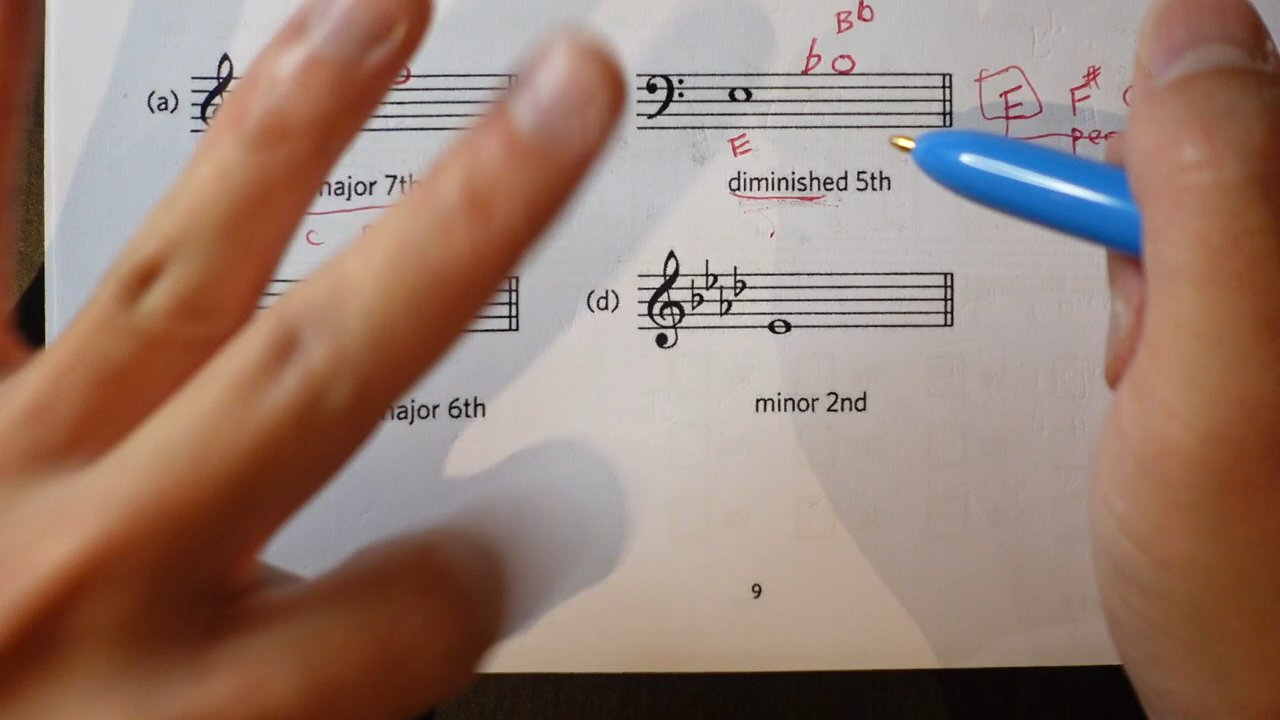 Bb
b
(a)
E F#
E per
major 7th diminished 5th
C
(d)
major 6th minor 2nd
9